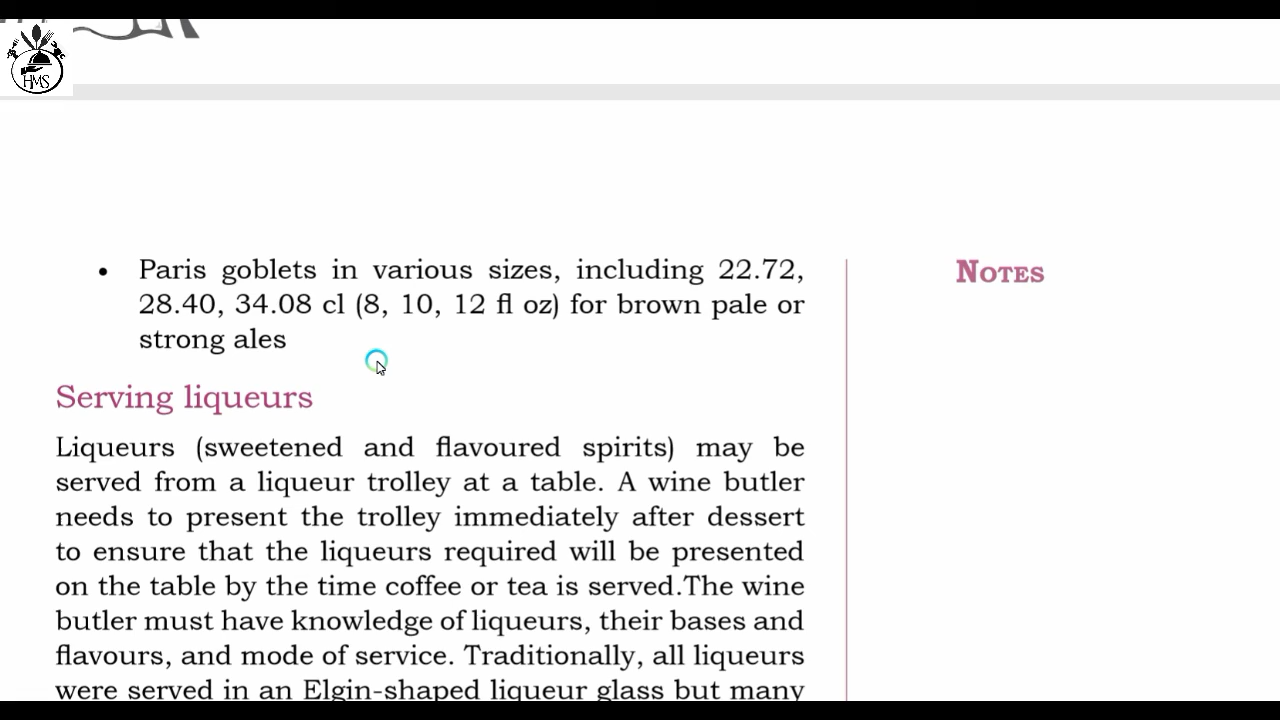 HMS
• Paris goblets in various sizes, including 22.72,
28.40, 34.08 cl (8, 10, 12 fl oz) for brown pale or
strong ales
NOTES
Serving liqueurs
Liqueurs (sweetened and flavoured spirits) may be
served from a liqueur trolley at a table. A wine butler
needs to present the trolley immediately after dessert
to ensure that the liqueurs required will be presented
on the table by the time coffee or tea is served.The wine
butler must have knowledge of liqueurs, their bases and
flavours, and mode of service. Traditionally, all liqueurs
were served in an Elgin-shaped liqueur glass but many